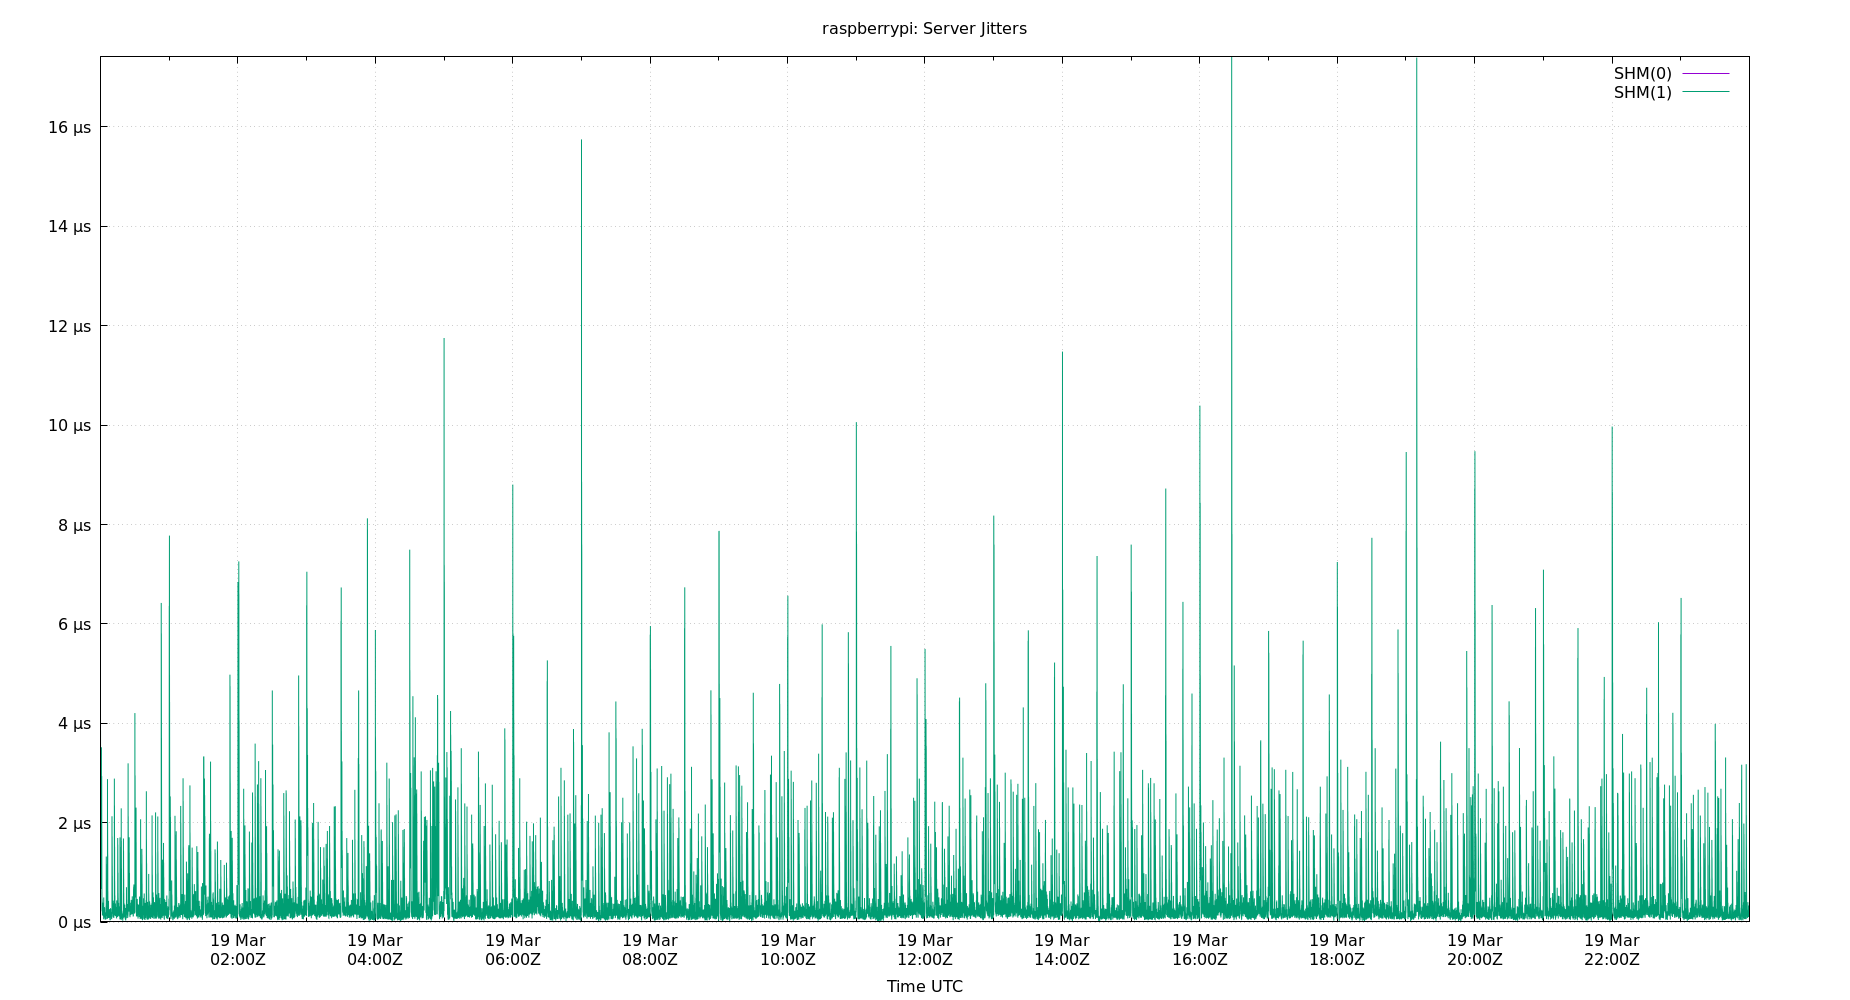 raspberrypi: Server Jitters
SHM(0)
SHM(1)
16 µs
14 µs
12 µs
10 µs
8 µs
6 µs
4 µs
2 µs
0 µs
19 Mar 19 Mar 19 Mar 19 Mar 19 Mar 19 Mar 19 Mar 19 Mar 19 Mar 19 Mar 19 Mar
02:00Z 04:00Z 06:00Z 08:00Z 10:00Z 12:00Z 14:00Z 16:00Z 18:00Z 20:00Z 22:00Z
Time UTC